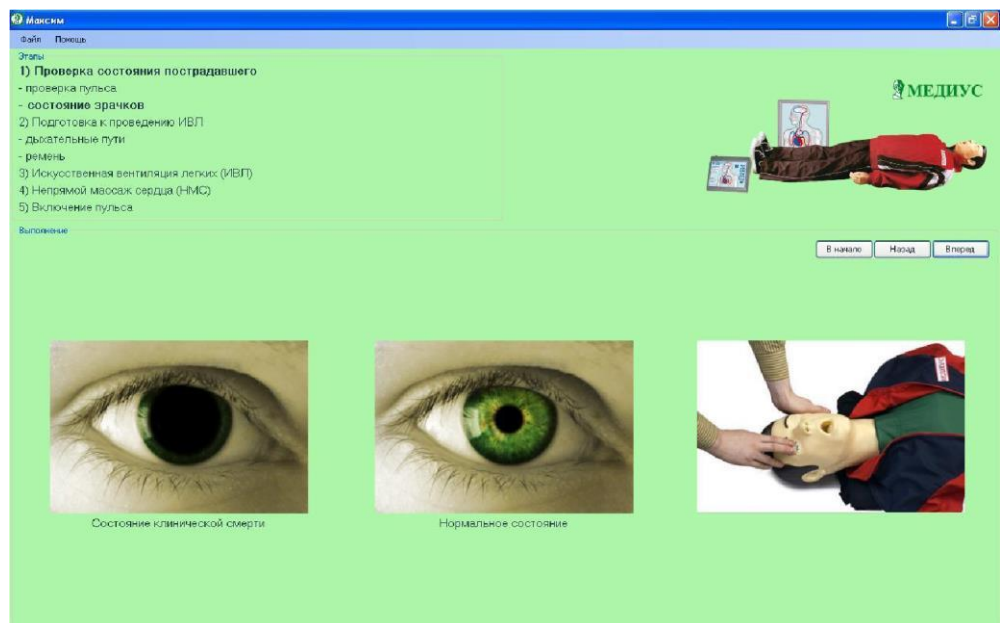 Максим
Файл Помощь
Этапы
1) Проверка состояния пострадавшего
- проверка пульса
- состояние зрачков
2) Подготовка к проведению ИВЛ
- дыхательные пути
- ремень
3) Искусственная вентиляция легких (ИВЛ)
4) Непрямой массаж сердца (НМС)
5) Включение пульса
МЕДИУС
Выполнение
В начало Назад Вперед
Состояние клинической смерти
Нормальное состояние